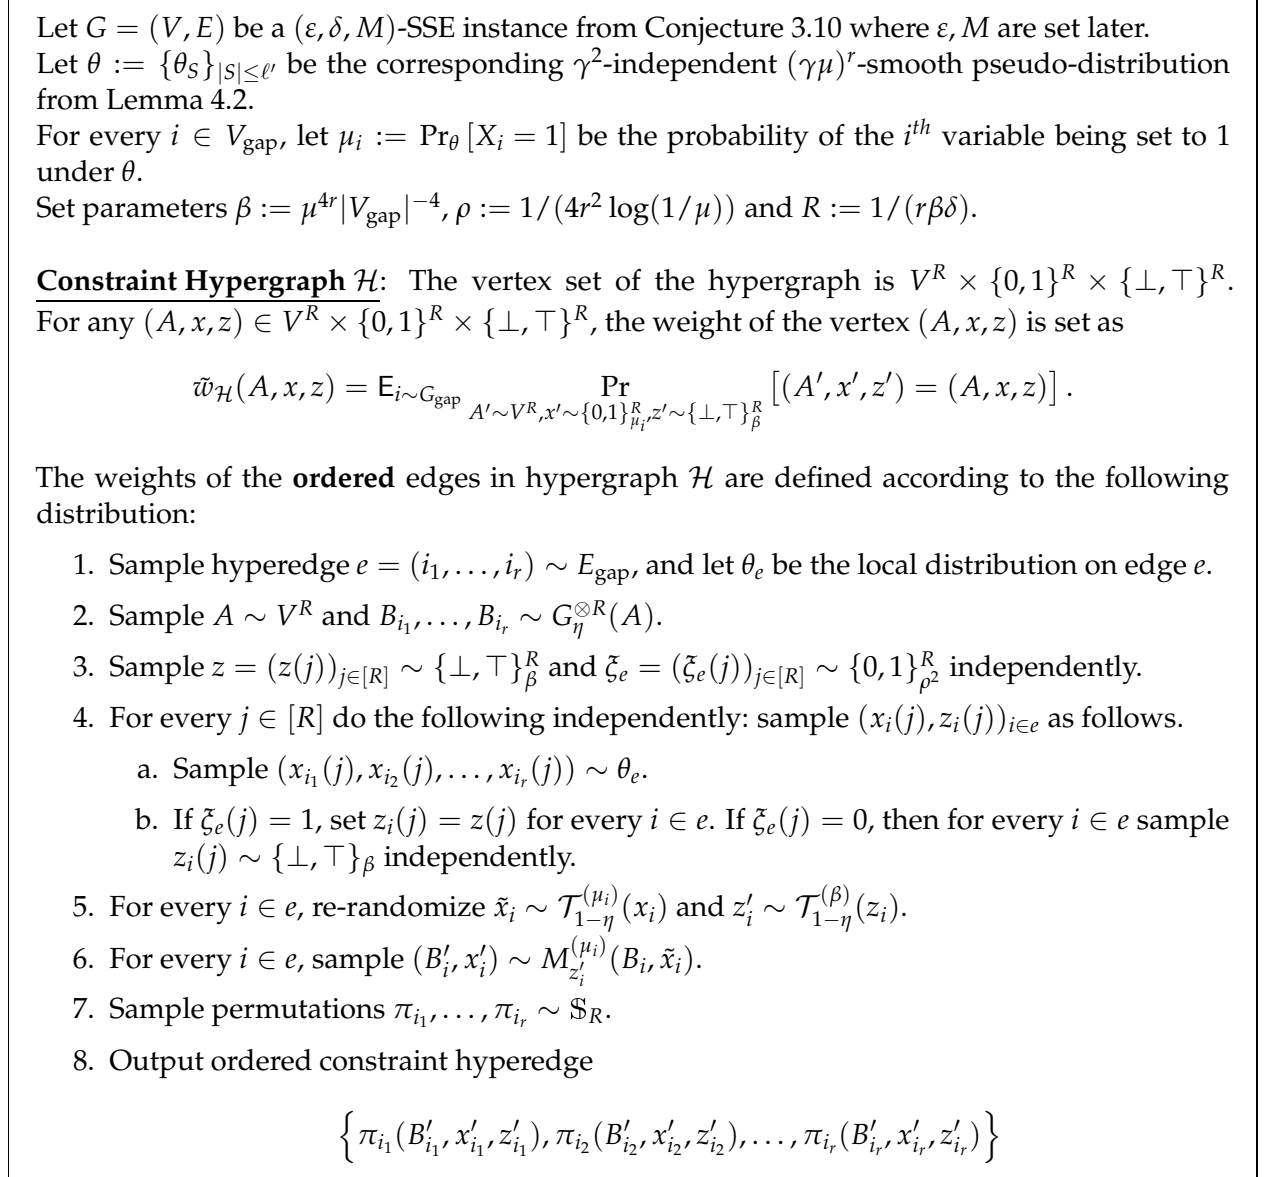 Let G = (V, E) be a (ε, δ, M)-SSE instance from Conjecture 3.10 where ε, M are set later.
Let θ := {θ_S}_{|S|≤ℓ′} be the corresponding γ²-independent (γμ)^r-smooth pseudo-distribution
from Lemma 4.2.
For every i ∈ V_gap, let μ_i := Pr_θ [X_i = 1] be the probability of the i^th variable being set to 1
under θ.
Set parameters β := μ^{4r}|V_gap|^{−4}, ρ := 1/(4r² log(1/μ)) and R := 1/(rβδ).
Constraint Hypergraph ℋ: The vertex set of the hypergraph is V^R × {0, 1}^R × {⊥, ⊤}^R.
For any (A, x, z) ∈ V^R × {0, 1}^R × {⊥, ⊤}^R, the weight of the vertex (A, x, z) is set as
w̃_ℋ(A, x, z) = E_{i∼G_gap} Pr_{A′∼V^R, x′∼{0,1}^R_{μ_i}, z′∼{⊥,⊤}^R_β} [(A′, x′, z′) = (A, x, z)] .
The weights of the ordered edges in hypergraph ℋ are defined according to the following
distribution:
1. Sample hyperedge e = (i_1, . . . , i_r) ∼ E_gap, and let θ_e be the local distribution on edge e.
2. Sample A ∼ V^R and B_{i_1}, . . . , B_{i_r} ∼ G_η^{⊗R}(A).
3. Sample z = (z(j))_{j∈[R]} ∼ {⊥, ⊤}^R_β and ξ_e = (ξ_e(j))_{j∈[R]} ∼ {0, 1}^R_{ρ²} independently.
4. For every j ∈ [R] do the following independently: sample (x_i(j), z_i(j))_{i∈e} as follows.
a. Sample (x_{i_1}(j), x_{i_2}(j), . . . , x_{i_r}(j)) ∼ θ_e.
b. If ξ_e(j) = 1, set z_i(j) = z(j) for every i ∈ e. If ξ_e(j) = 0, then for every i ∈ e sample
z_i(j) ∼ {⊥, ⊤}_β independently.
5. For every i ∈ e, re-randomize x̃_i ∼ 𝒯_{1−η}^{(μ_i)}(x_i) and z′_i ∼ 𝒯_{1−η}^{(β)}(z_i).
6. For every i ∈ e, sample (B′_i, x′_i) ∼ M_{z′_i}^{(μ_i)}(B_i, x̃_i).
7. Sample permutations π_{i_1}, . . . , π_{i_r} ∼ 𝕊_R.
8. Output ordered constraint hyperedge
{π_{i_1}(B′_{i_1}, x′_{i_1}, z′_{i_1}), π_{i_2}(B′_{i_2}, x′_{i_2}, z′_{i_2}), . . . , π_{i_r}(B′_{i_r}, x′_{i_r}, z′_{i_r})}